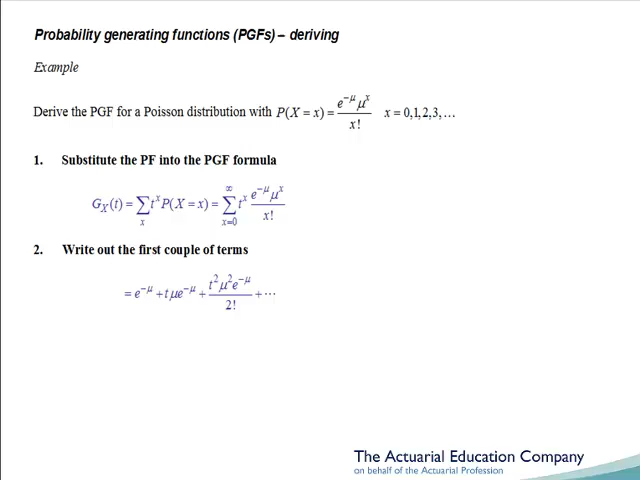 Probability generating functions (PGFs) – deriving
Example
Derive the PGF for a Poisson distribution with P(X = x) = e^{−μ}μ^x / x!   x = 0,1,2,3,…
1. Substitute the PF into the PGF formula
G_X(t) = ∑_x t^x P(X = x) = ∑_{x=0}^{∞} t^x e^{−μ}μ^x / x!
2. Write out the first couple of terms
= e^{−μ} + tμe^{−μ} + t^2μ^2e^{−μ} / 2! + ⋯
The Actuarial Education Company
on behalf of the Actuarial Profession